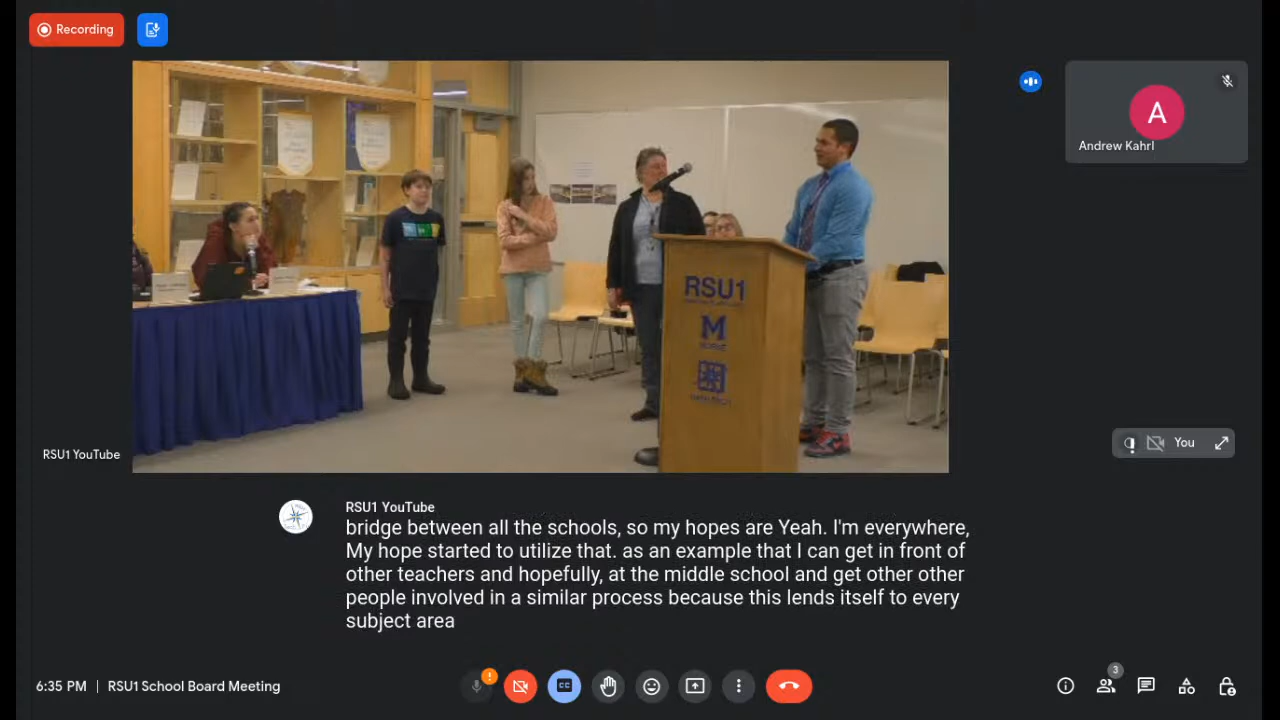 Recording
A
Andrew Kahrl
RSU1
M
RSU1 YouTube
You
RSU1 YouTube
bridge between all the schools, so my hopes are Yeah. I'm everywhere,
My hope started to utilize that. as an example that I can get in front of
other teachers and hopefully, at the middle school and get other other
people involved in a similar process because this lends itself to every
subject area
CC
3
6:35 PM | RSU1 School Board Meeting